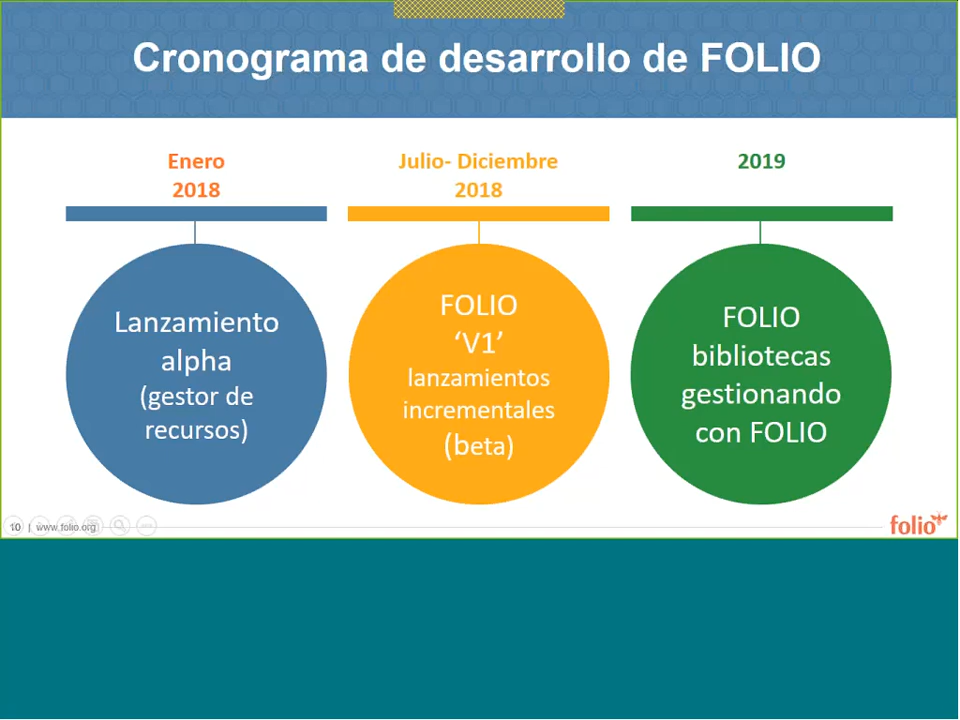 Cronograma de desarrollo de FOLIO
Enero
2018
Julio- Diciembre
2018
2019
Lanzamiento
alpha
(gestor de
recursos)
FOLIO
‘V1’
lanzamientos
incrementales
(beta)
FOLIO
bibliotecas
gestionando
con FOLIO
10 | www.folio.org
folio